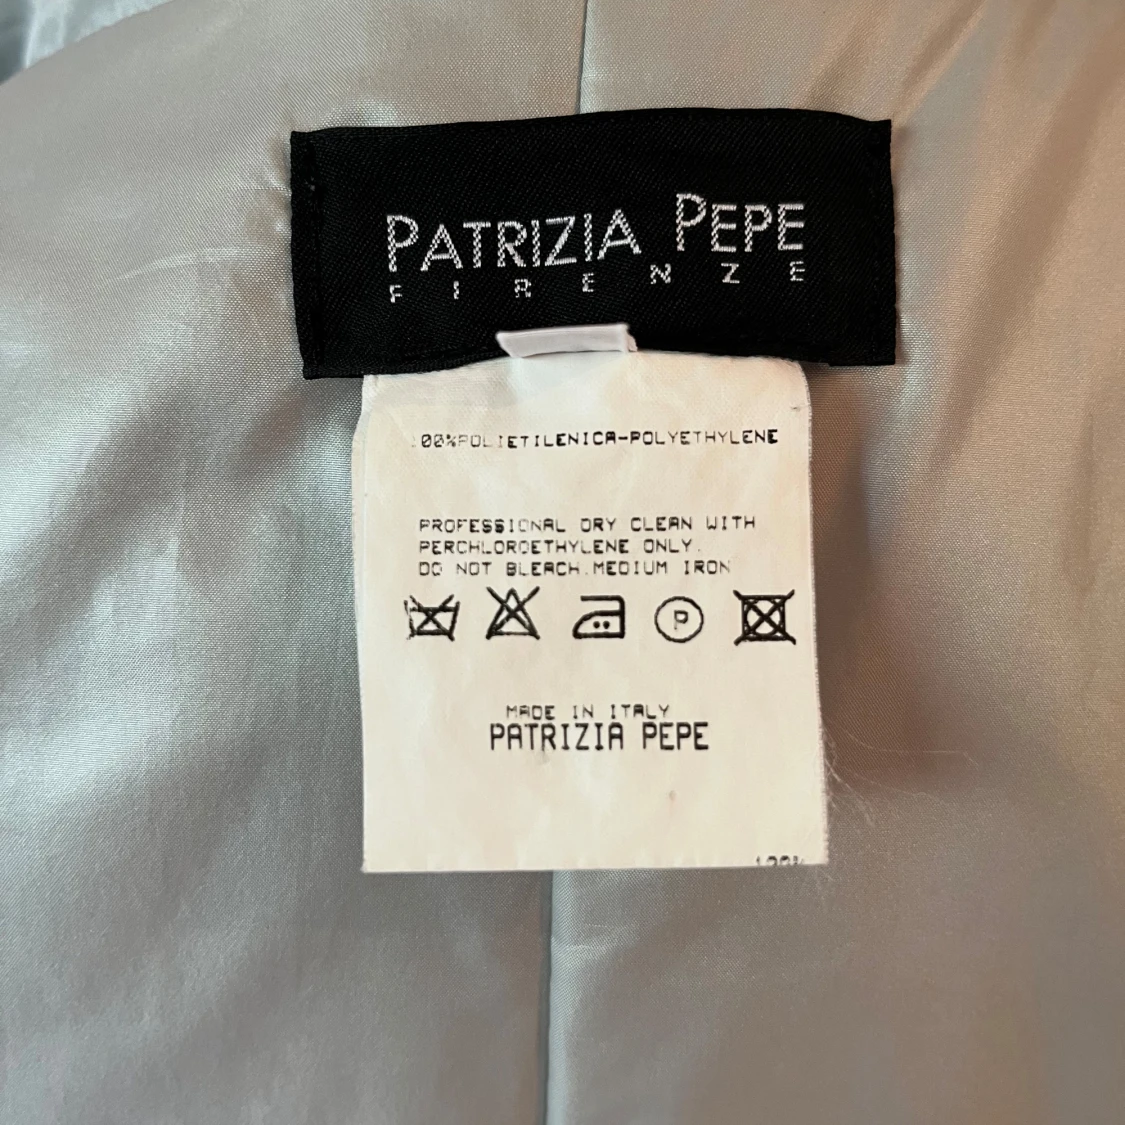 PATRIZIA PEPE
FIRENZE
100%POLIETILENICA-POLYETHYLENE
PROFESSIONAL DRY CLEAN WITH
PERCHLOROETHYLENE ONLY.
DO NOT BLEACH.MEDIUM IRON
P
MADE IN ITALY
PATRIZIA PEPE